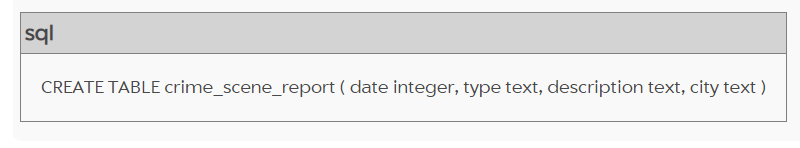 sql
CREATE TABLE crime_scene_report ( date integer, type text, description text, city text )